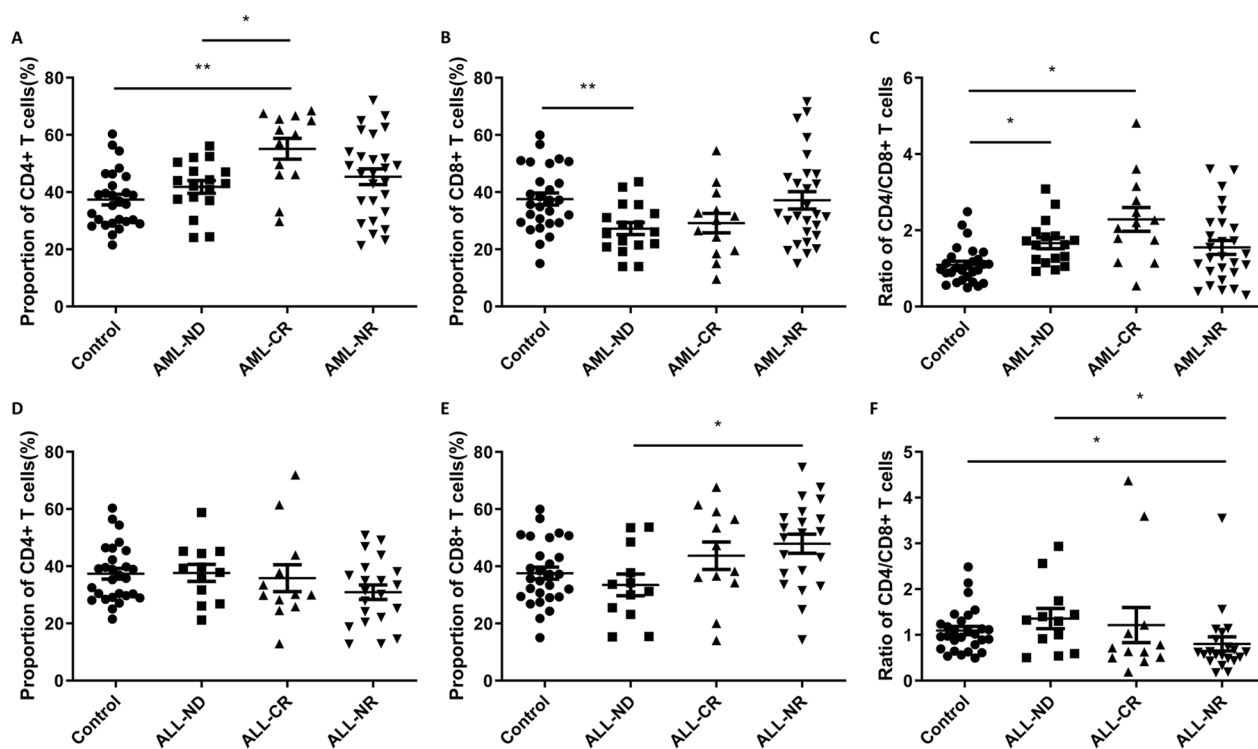 A
Proportion of CD4+ T cells(%)
80
60
40
20
0
*
**
Control
AML-ND
AML-CR
AML-NR
B
Proportion of CD8+ T cells(%)
80
60
40
20
0
**
Control
AML-ND
AML-CR
AML-NR
C
Ratio of CD4/CD8+ T cells
6
4
2
0
*
*
Control
AML-ND
AML-CR
AML-NR
D
Proportion of CD4+ T cells(%)
80
60
40
20
0
Control
ALL-ND
ALL-CR
ALL-NR
E
Proportion of CD8+ T cells(%)
80
60
40
20
0
*
Control
ALL-ND
ALL-CR
ALL-NR
F
Ratio of CD4/CD8+ T cells
5
4
3
2
1
0
*
*
Control
ALL-ND
ALL-CR
ALL-NR